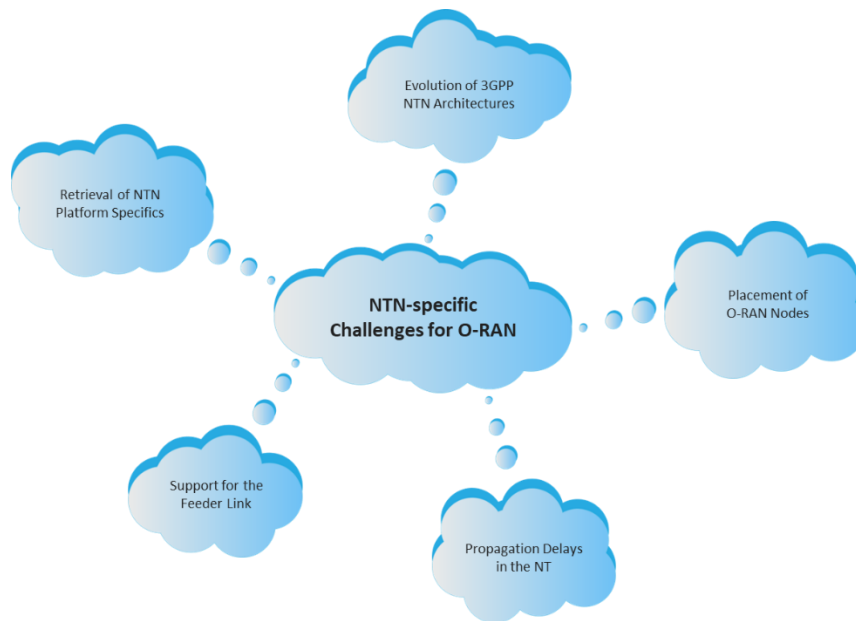 Evolution of 3GPP
NTN Architectures
Retrieval of NTN
Platform Specifics
NTN-specific
Challenges for O-RAN
Placement of
O-RAN Nodes
Support for the
Feeder Link
Propagation Delays
in the NT